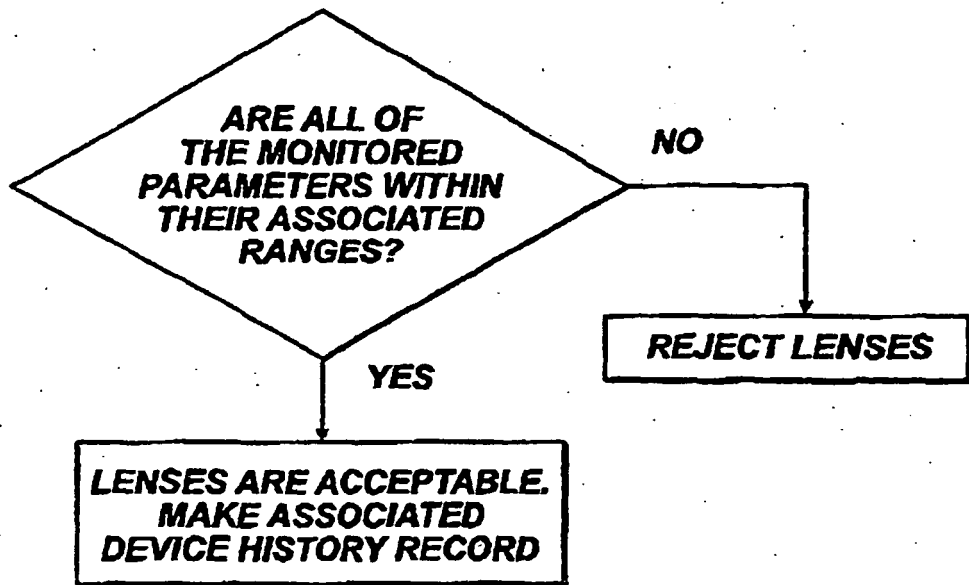 ARE ALL OF
THE MONITORED
PARAMETERS WITHIN
THEIR ASSOCIATED
RANGES?
NO
REJECT LENSES
YES
LENSES ARE ACCEPTABLE.
MAKE ASSOCIATED
DEVICE HISTORY RECORD